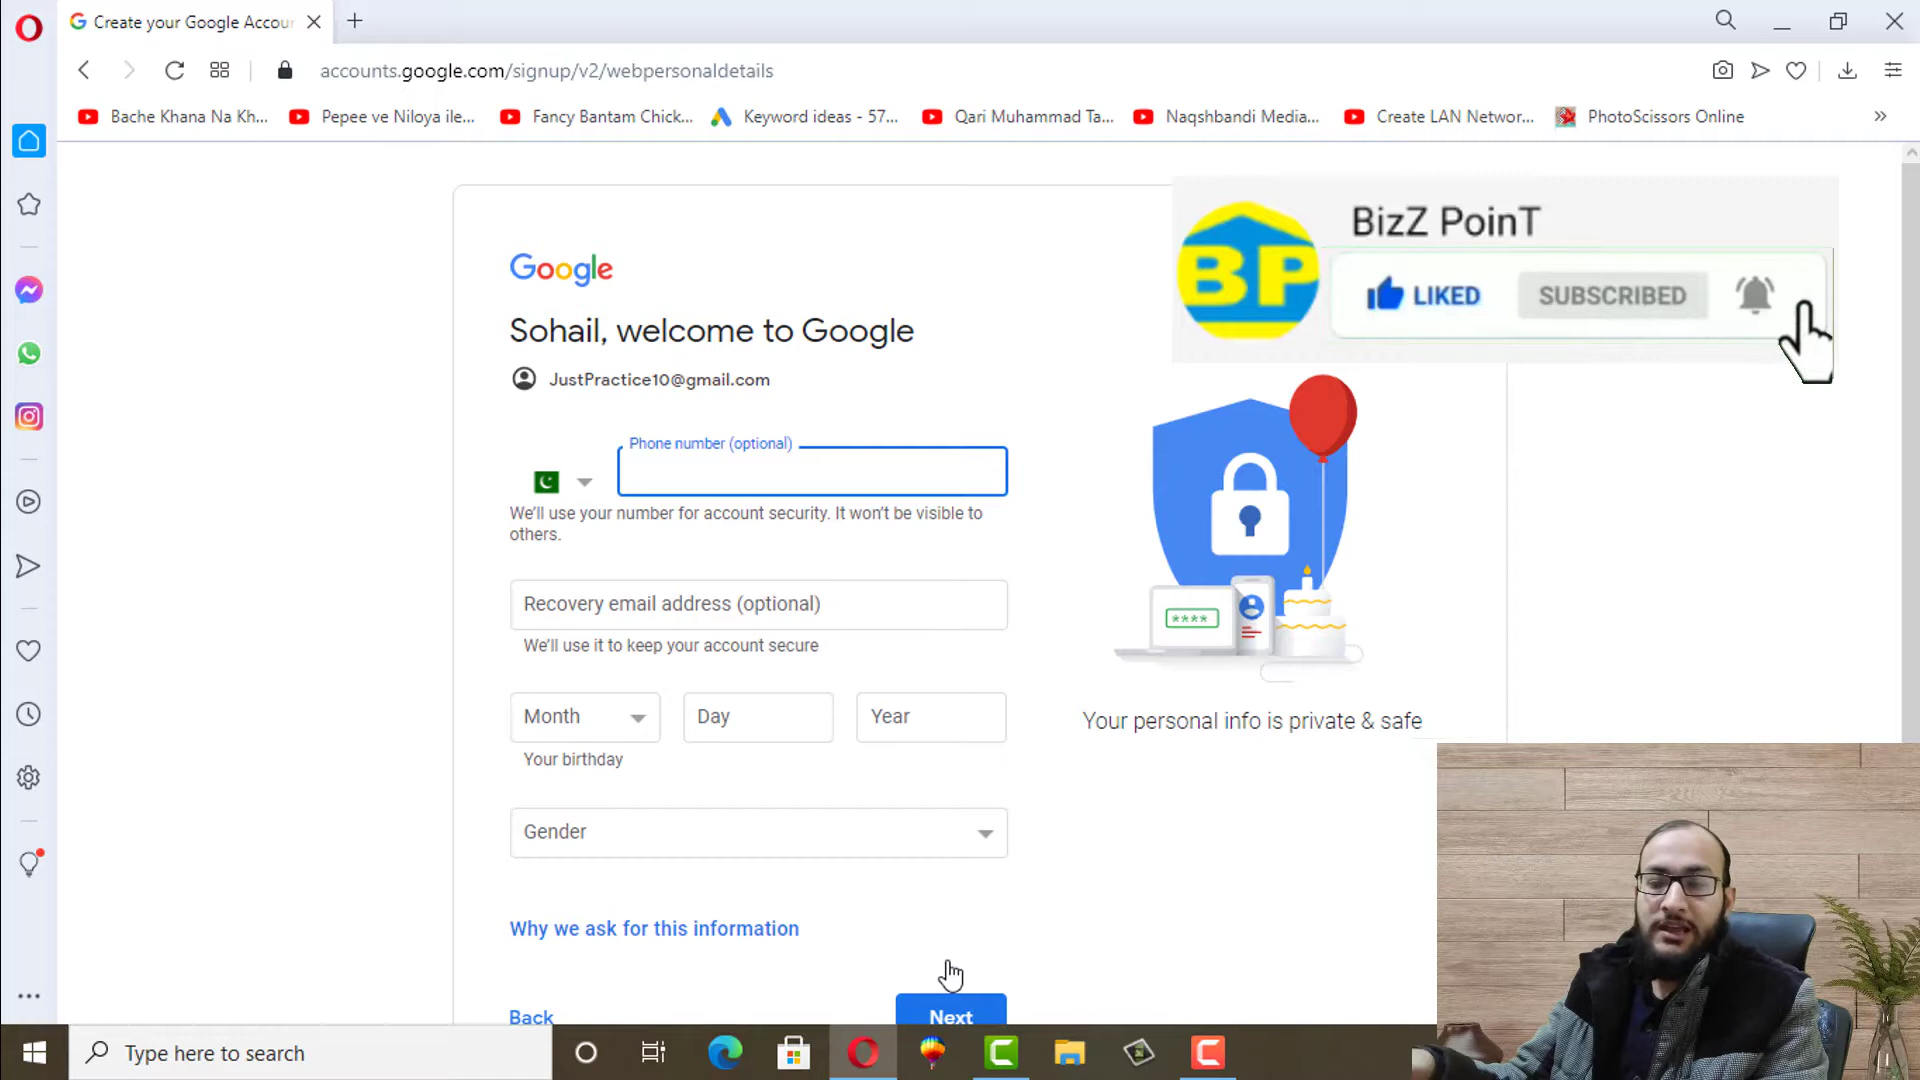 Create your Google Accour
accounts.google.com/signup/v2/webpersonaldetails
Bache Khana Na Kh...
Pepee ve Niloya ile...
Fancy Bantam Chick...
Keyword ideas - 57...
Qari Muhammad Ta...
Naqshbandi Media...
Create LAN Networ...
PhotoScissors Online
BizZ PoinT
BP
LIKED
SUBSCRIBED
Google
Sohail, welcome to Google
JustPractice10@gmail.com
Phone number (optional)
We'll use your number for account security. It won't be visible to
others.
Recovery email address (optional)
We'll use it to keep your account secure
Month
Day
Year
Your birthday
Gender
****
Your personal info is private & safe
Why we ask for this information
Back
Next
Type here to search